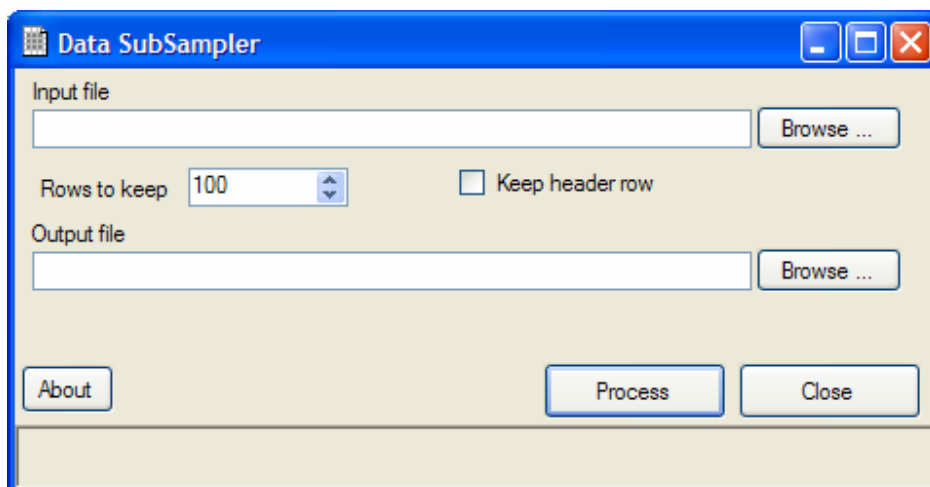 Data SubSampler
Input file
Browse ...
Rows to keep 100 Keep header row
Output file
Browse ...
About Process Close